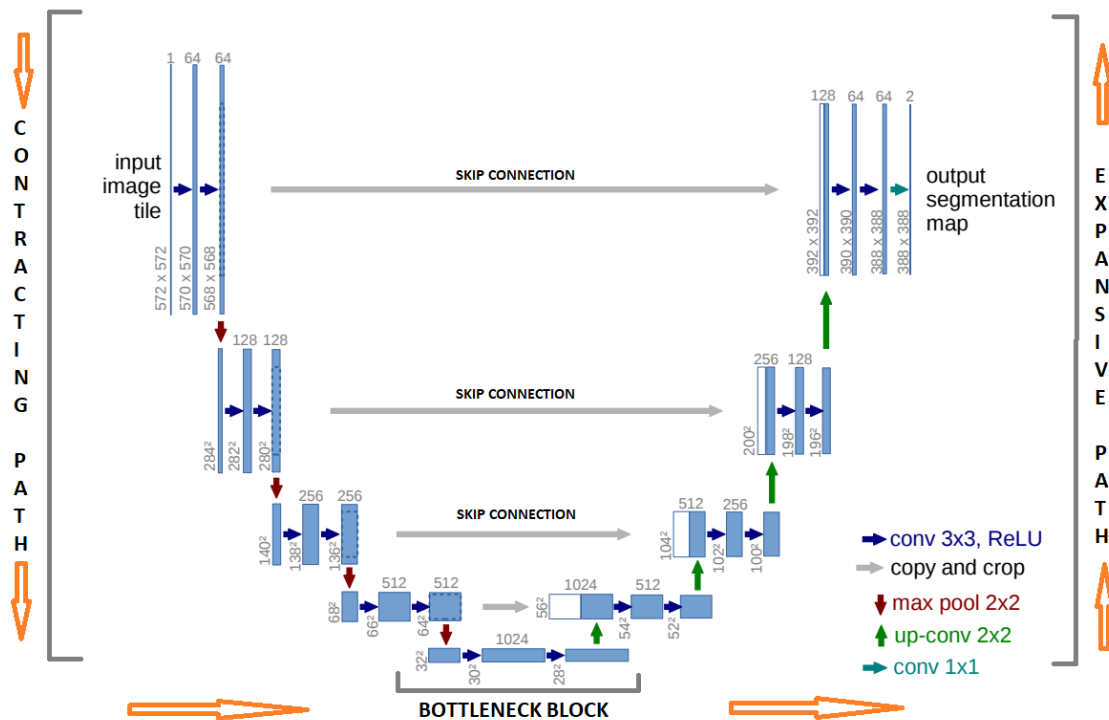 CONTRACTING PATH
1 64 64
input
image
tile
572 x 572
570 x 570
568 x 568
SKIP CONNECTION
128 64 64 2
392 x 392
390 x 390
388 x 388
388 x 388
output
segmentation
map
EXPANSIVE PATH
128 128
284²
282²
280²
SKIP CONNECTION
256 128
200²
198²
196²
256 256
140²
138²
136²
SKIP CONNECTION
512 256
104²
102²
100²
512 512
68²
66²
64²
1024 512
56²
54²
52²
1024
32²
30²
28²
conv 3x3, ReLU
copy and crop
max pool 2x2
up-conv 2x2
conv 1x1
BOTTLENECK BLOCK